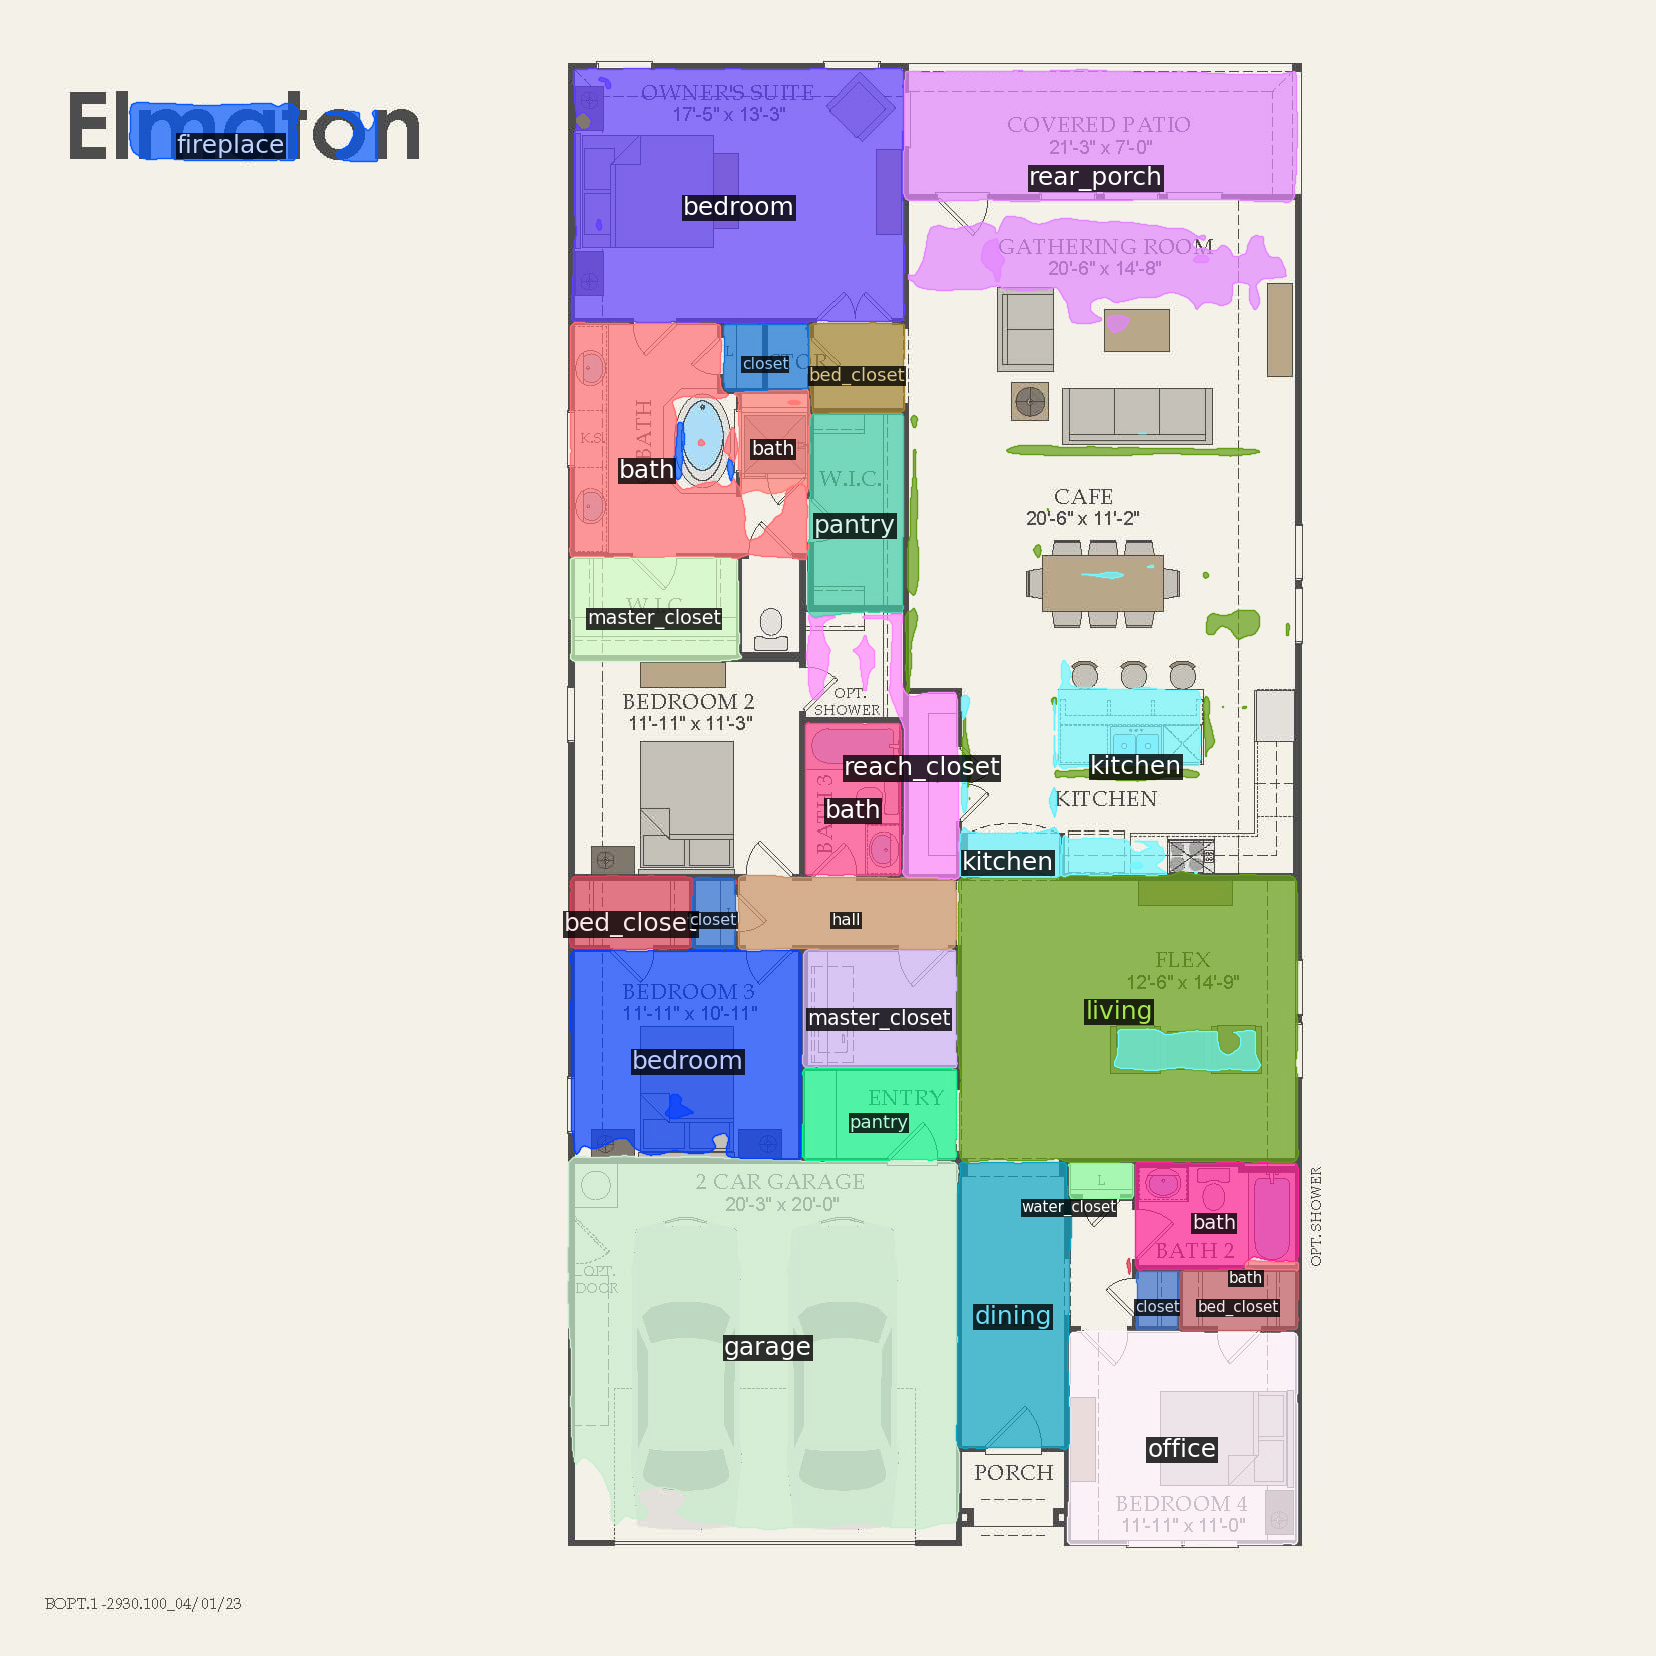 Elmaton
fireplace
OWNER'S SUITE
17'-5" x 13'-3"
bedroom
COVERED PATIO
21'-3" x 7'-0"
rear_porch
GATHERING ROOM
20'-6" x 14'-8"
L
closet
STOR.
bed_closet
BATH
K.S.
bath
bath
W.I.C.
pantry
CAFE
20'-6" x 11'-2"
W.I.C.
master_closet
BEDROOM 2
11'-11" x 11'-3"
OPT.
SHOWER
reach_closet
BATH 3
bath
kitchen
KITCHEN
kitchen
bed_closet
closet
hall
BEDROOM 3
11'-11" x 10'-11"
bedroom
master_closet
FLEX
12'-6" x 14'-9"
living
ENTRY
pantry
2 CAR GARAGE
20'-3" x 20'-0"
OPT.
DOOR
garage
L
water_closet
bath
BATH 2
OPT. SHOWER
bath
closet
bed_closet
dining
office
PORCH
BEDROOM 4
11'-11" x 11'-0"
BOPT.1-2930.100_04/01/23